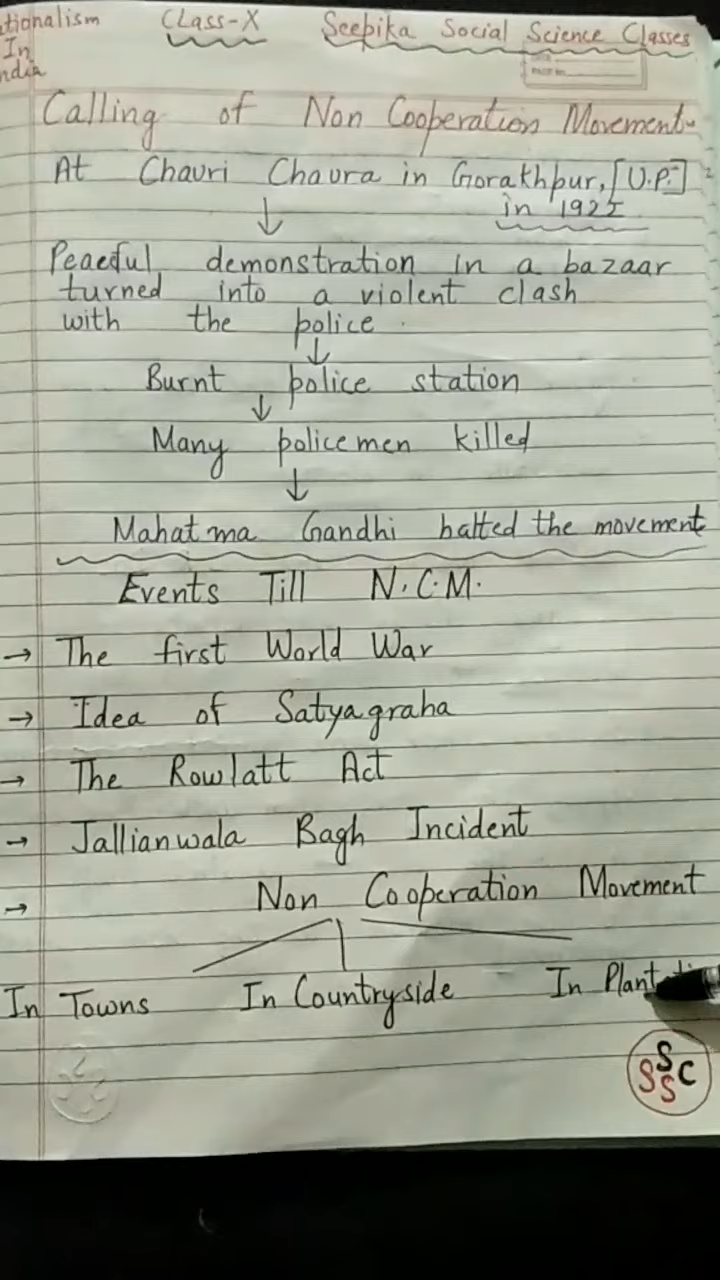 tionalism CLASS-X Seepika Social Science Classes
In
ndia
Calling of Non Cooperation Movement-
At Chauri Chaura in Gorakhpur, [U.P.]
in 1922
↓
Peaceful demonstration in a bazaar
turned into a violent clash
with the police.
↓
Burnt police station
↓
Many policemen killed
↓
Mahatma Gandhi halted the movement
Events Till N.C.M.
→ The first World War
→ Idea of Satyagraha
→ The Rowlatt Act
→ Jallianwala Bagh Incident
→ Non Cooperation Movement
In Towns In Countryside In Plant
SSSC